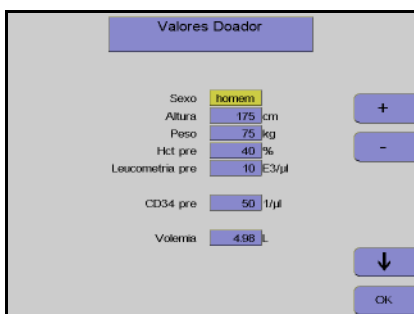 Valores Doador
Sexo homem
Altura 175 cm
+
Peso 75 kg
Hct pre 40 %
-
Leucometria pre 10 E3/µl
CD34 pre 50 1/µl
Volemia 4.98 L
↓
OK